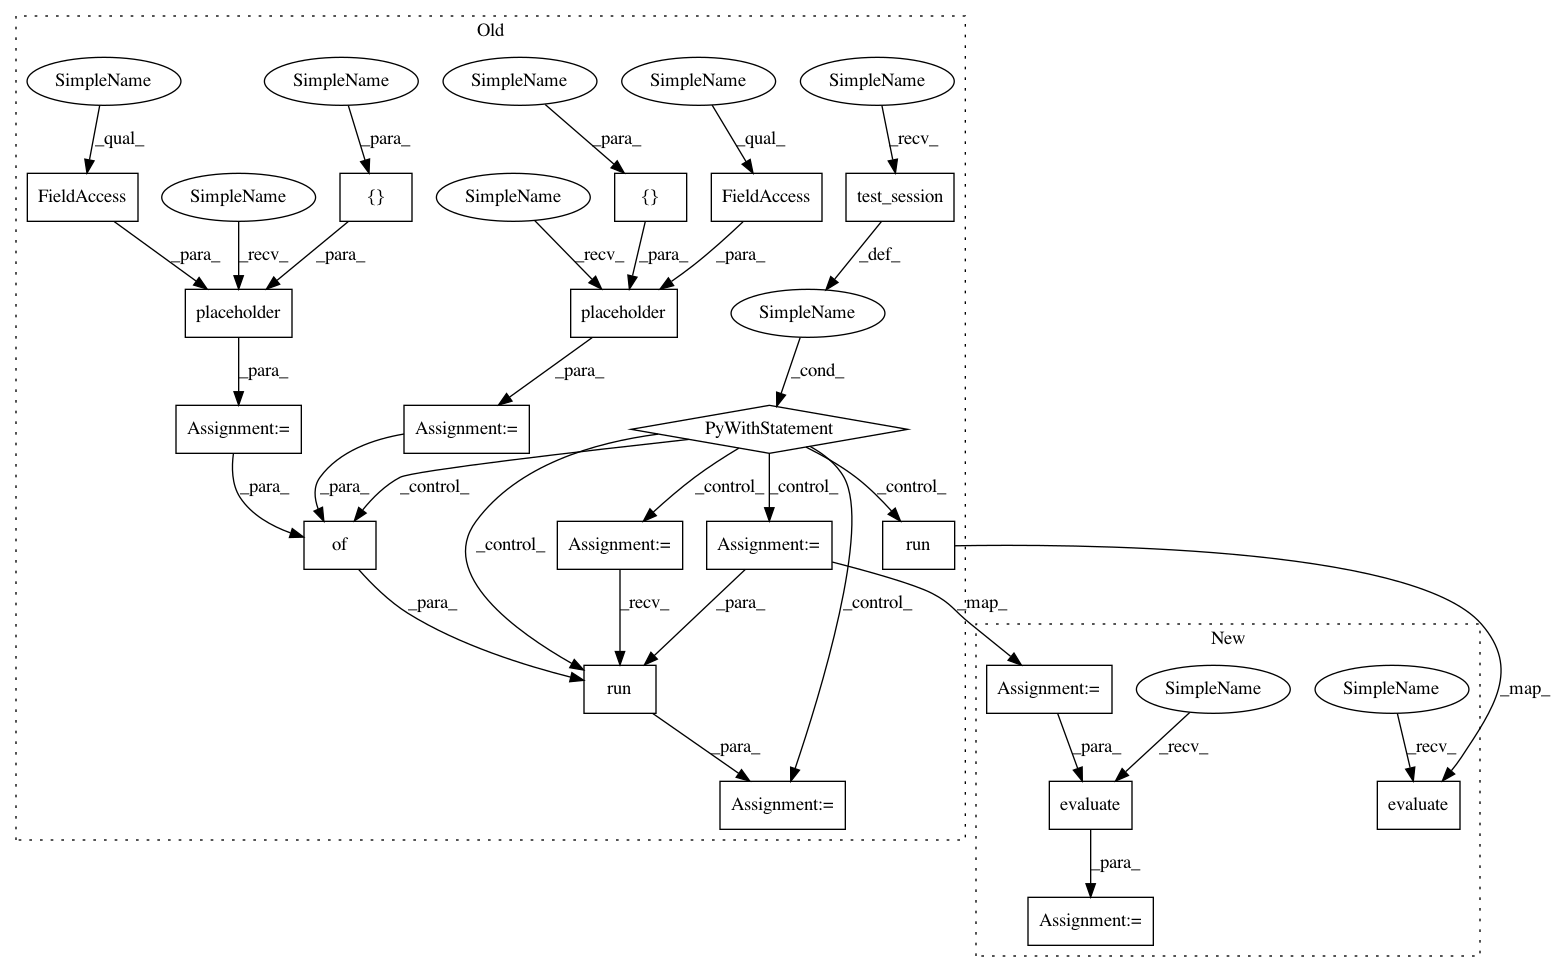 Old
SimpleName SimpleName SimpleName SimpleName SimpleName
_qual_ _para_ _para_ _qual_ _recv_
FieldAccess SimpleName {} SimpleName {} FieldAccess test_session
_para_ _recv_ _para_ _recv_ _para_ _para_ _def_
placeholder placeholder SimpleName
_para_ _para_ _cond_
Assignment:= Assignment:= PyWithStatement
_para_ _para_ _control_ _control_ _control_ _control_
of Assignment:= Assignment:= run
_control_
_para_ _recv_ _para_ _control_ _map_
New
run Assignment:= SimpleName SimpleName
_map_
_para_ _para_ _recv_ _recv_
Assignment:= evaluate evaluate
_para_
Assignment:=